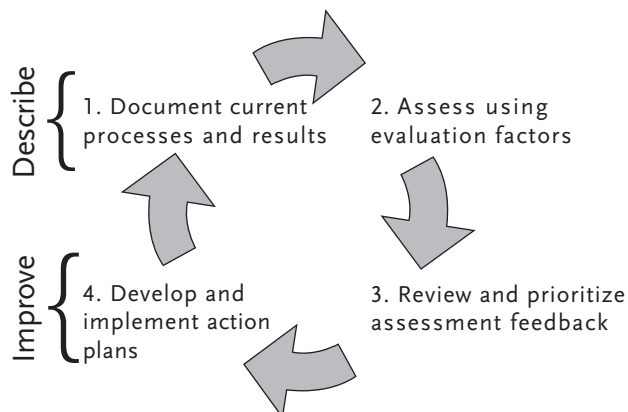 Describe
1. Document current
processes and results
2. Assess using
evaluation factors
Improve
4. Develop and
implement action
plans
3. Review and prioritize
assessment feedback